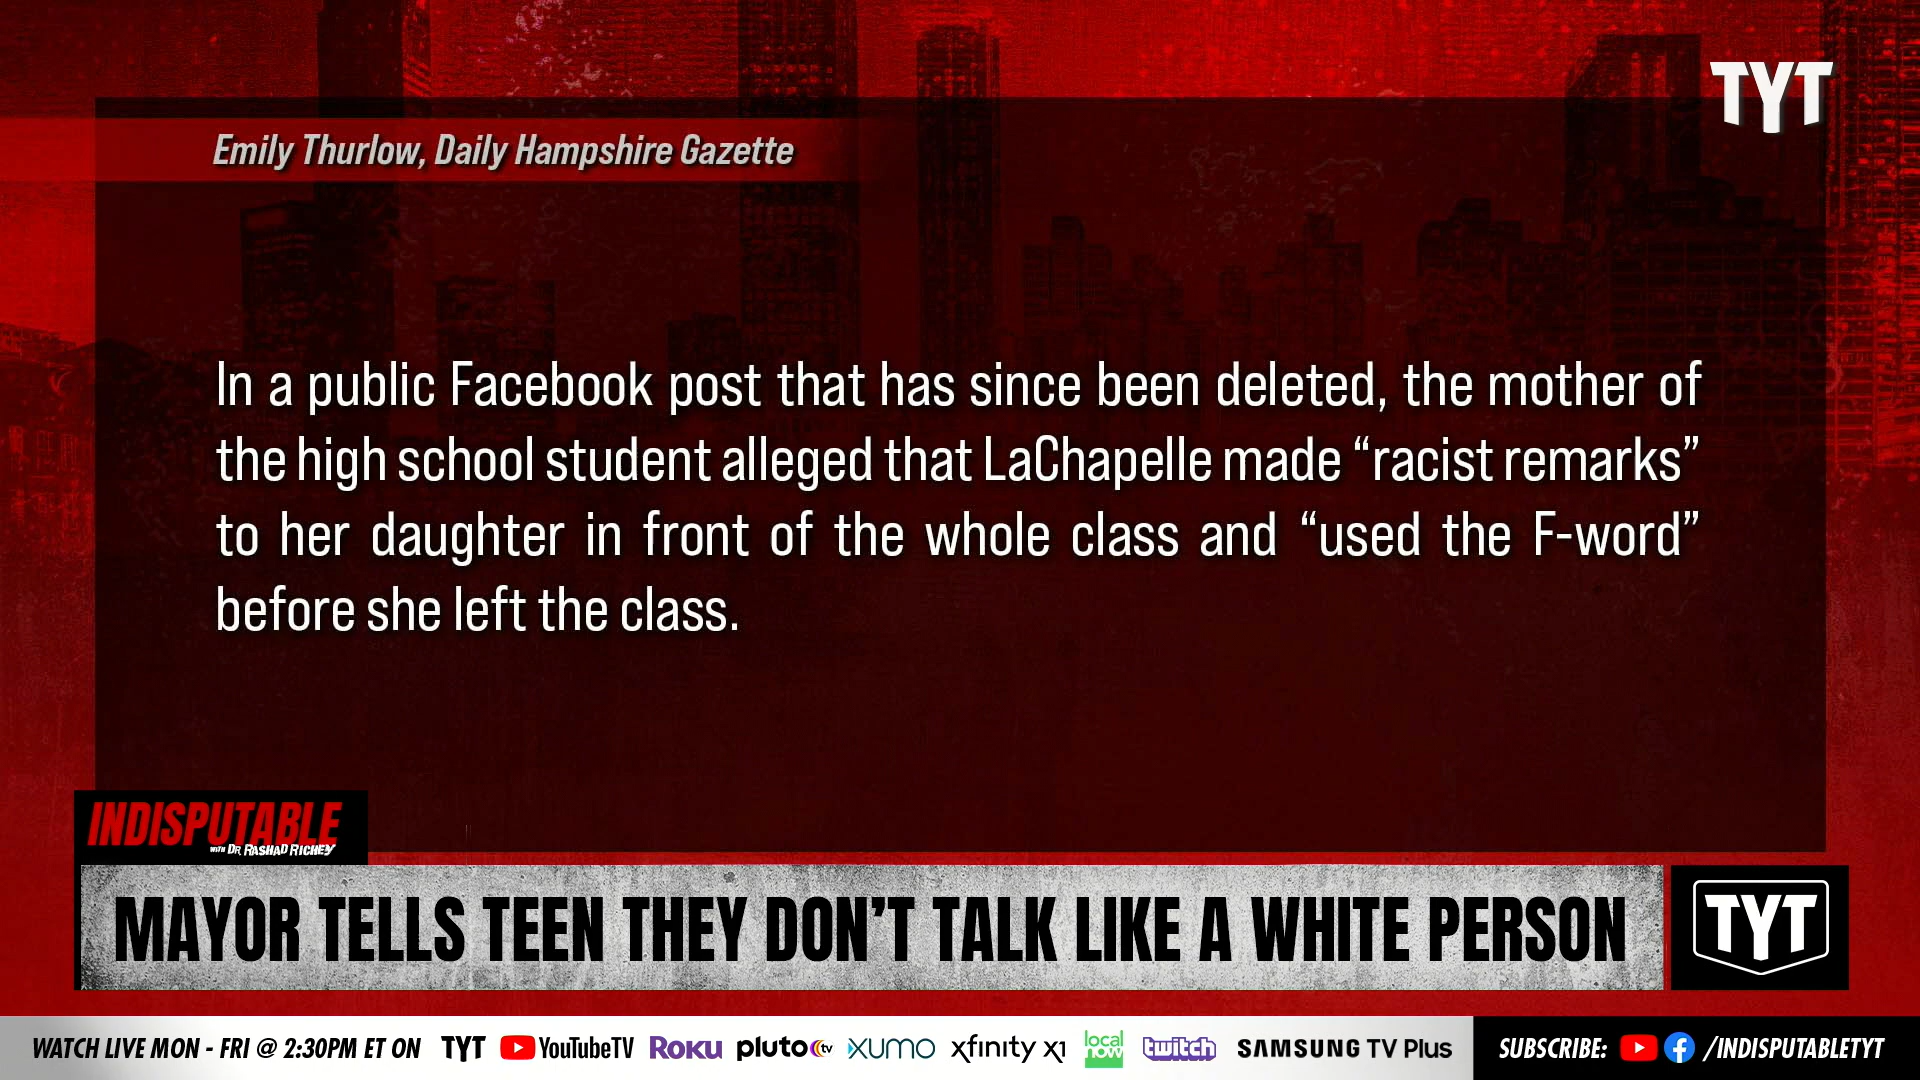 TYT
Emily Thurlow, Daily Hampshire Gazette
In a public Facebook post that has since been deleted, the mother of
the high school student alleged that LaChapelle made “racist remarks”
to her daughter in front of the whole class and “used the F-word”
before she left the class.
INDISPUTABLE
WITH DR RASHAD RICHEY
MAYOR TELLS TEEN THEY DON’T TALK LIKE A WHITE PERSON
TYT
WATCH LIVE MON - FRI @ 2:30PM ET ON TYT YouTubeTV ROKU pluto tv XUMO xfinity x1 local now twitch SAMSUNG TV Plus SUBSCRIBE: /INDISPUTABLETYT